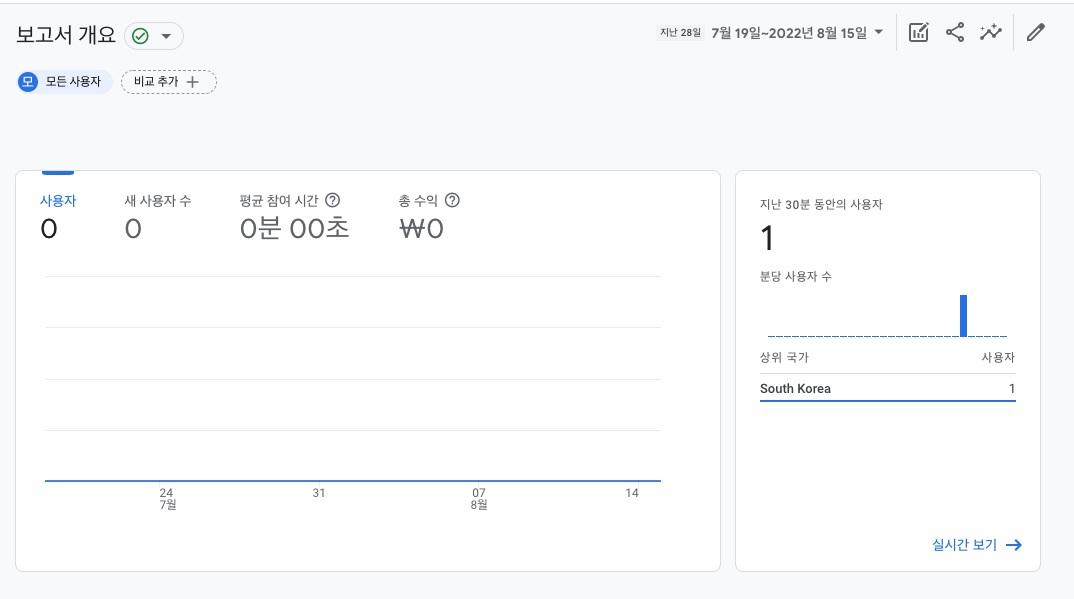 보고서 개요
지난 28일 7월 19일~2022년 8월 15일
모 모든 사용자 비교 추가
사용자 새 사용자 수 평균 참여 시간 총 수익
0 0 0분 00초 ₩0
24 31 07 14
7월 8월
지난 30분 동안의 사용자
1
분당 사용자 수
상위 국가 사용자
South Korea 1
실시간 보기